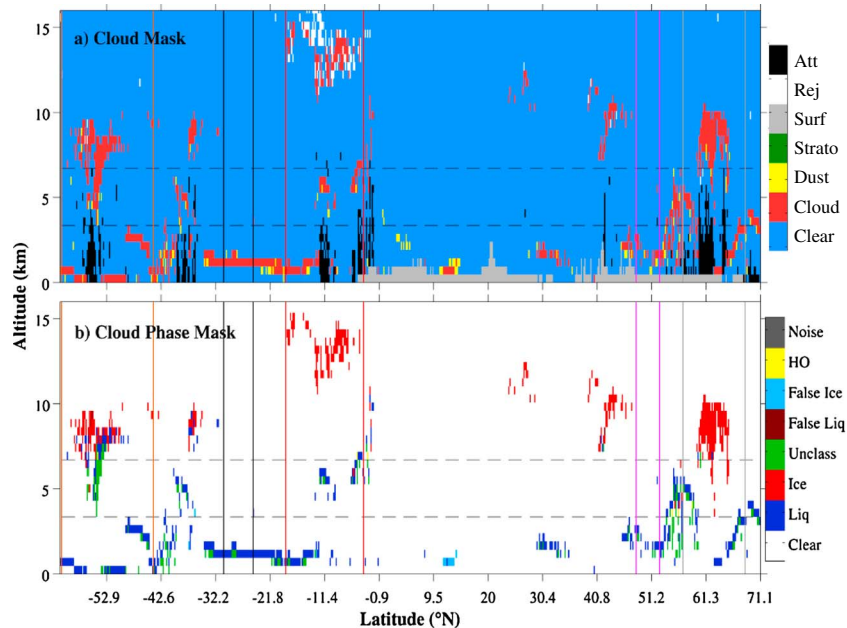 a) Cloud Mask
15
10
5
0
Att
Rej
Surf
Strato
Dust
Cloud
Clear
Altitude (km)
b) Cloud Phase Mask
15
10
5
0
Noise
HO
False Ice
False Liq
Unclass
Ice
Liq
Clear
-52.9 -42.6 -32.2 -21.8 -11.4 -0.9 9.5 20 30.4 40.8 51.2 61.3 71.1
Latitude (°N)